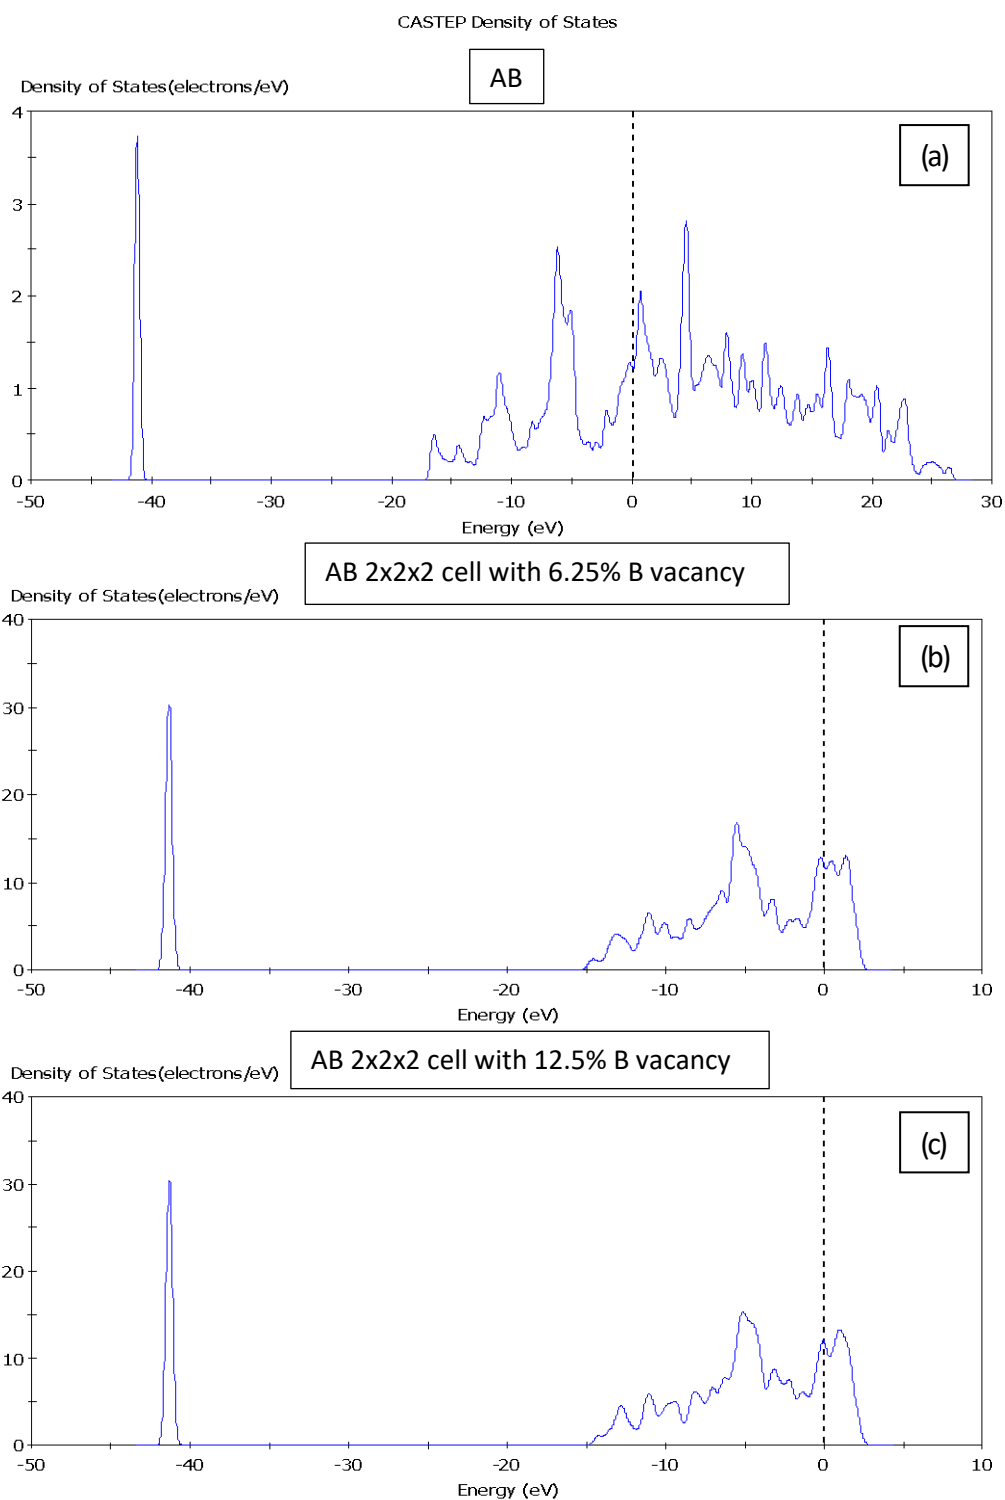 CASTEP Density of States
AB
Density of States(electrons/eV)
(a)
4
3
2
1
0
-50 -40 -30 -20 -10 0 10 20 30
Energy (eV)
AB 2x2x2 cell with 6.25% B vacancy
Density of States(electrons/eV)
(b)
40
30
20
10
0
-50 -40 -30 -20 -10 0 10
Energy (eV)
AB 2x2x2 cell with 12.5% B vacancy
Density of States(electrons/eV)
(c)
40
30
20
10
0
-50 -40 -30 -20 -10 0 10
Energy (eV)